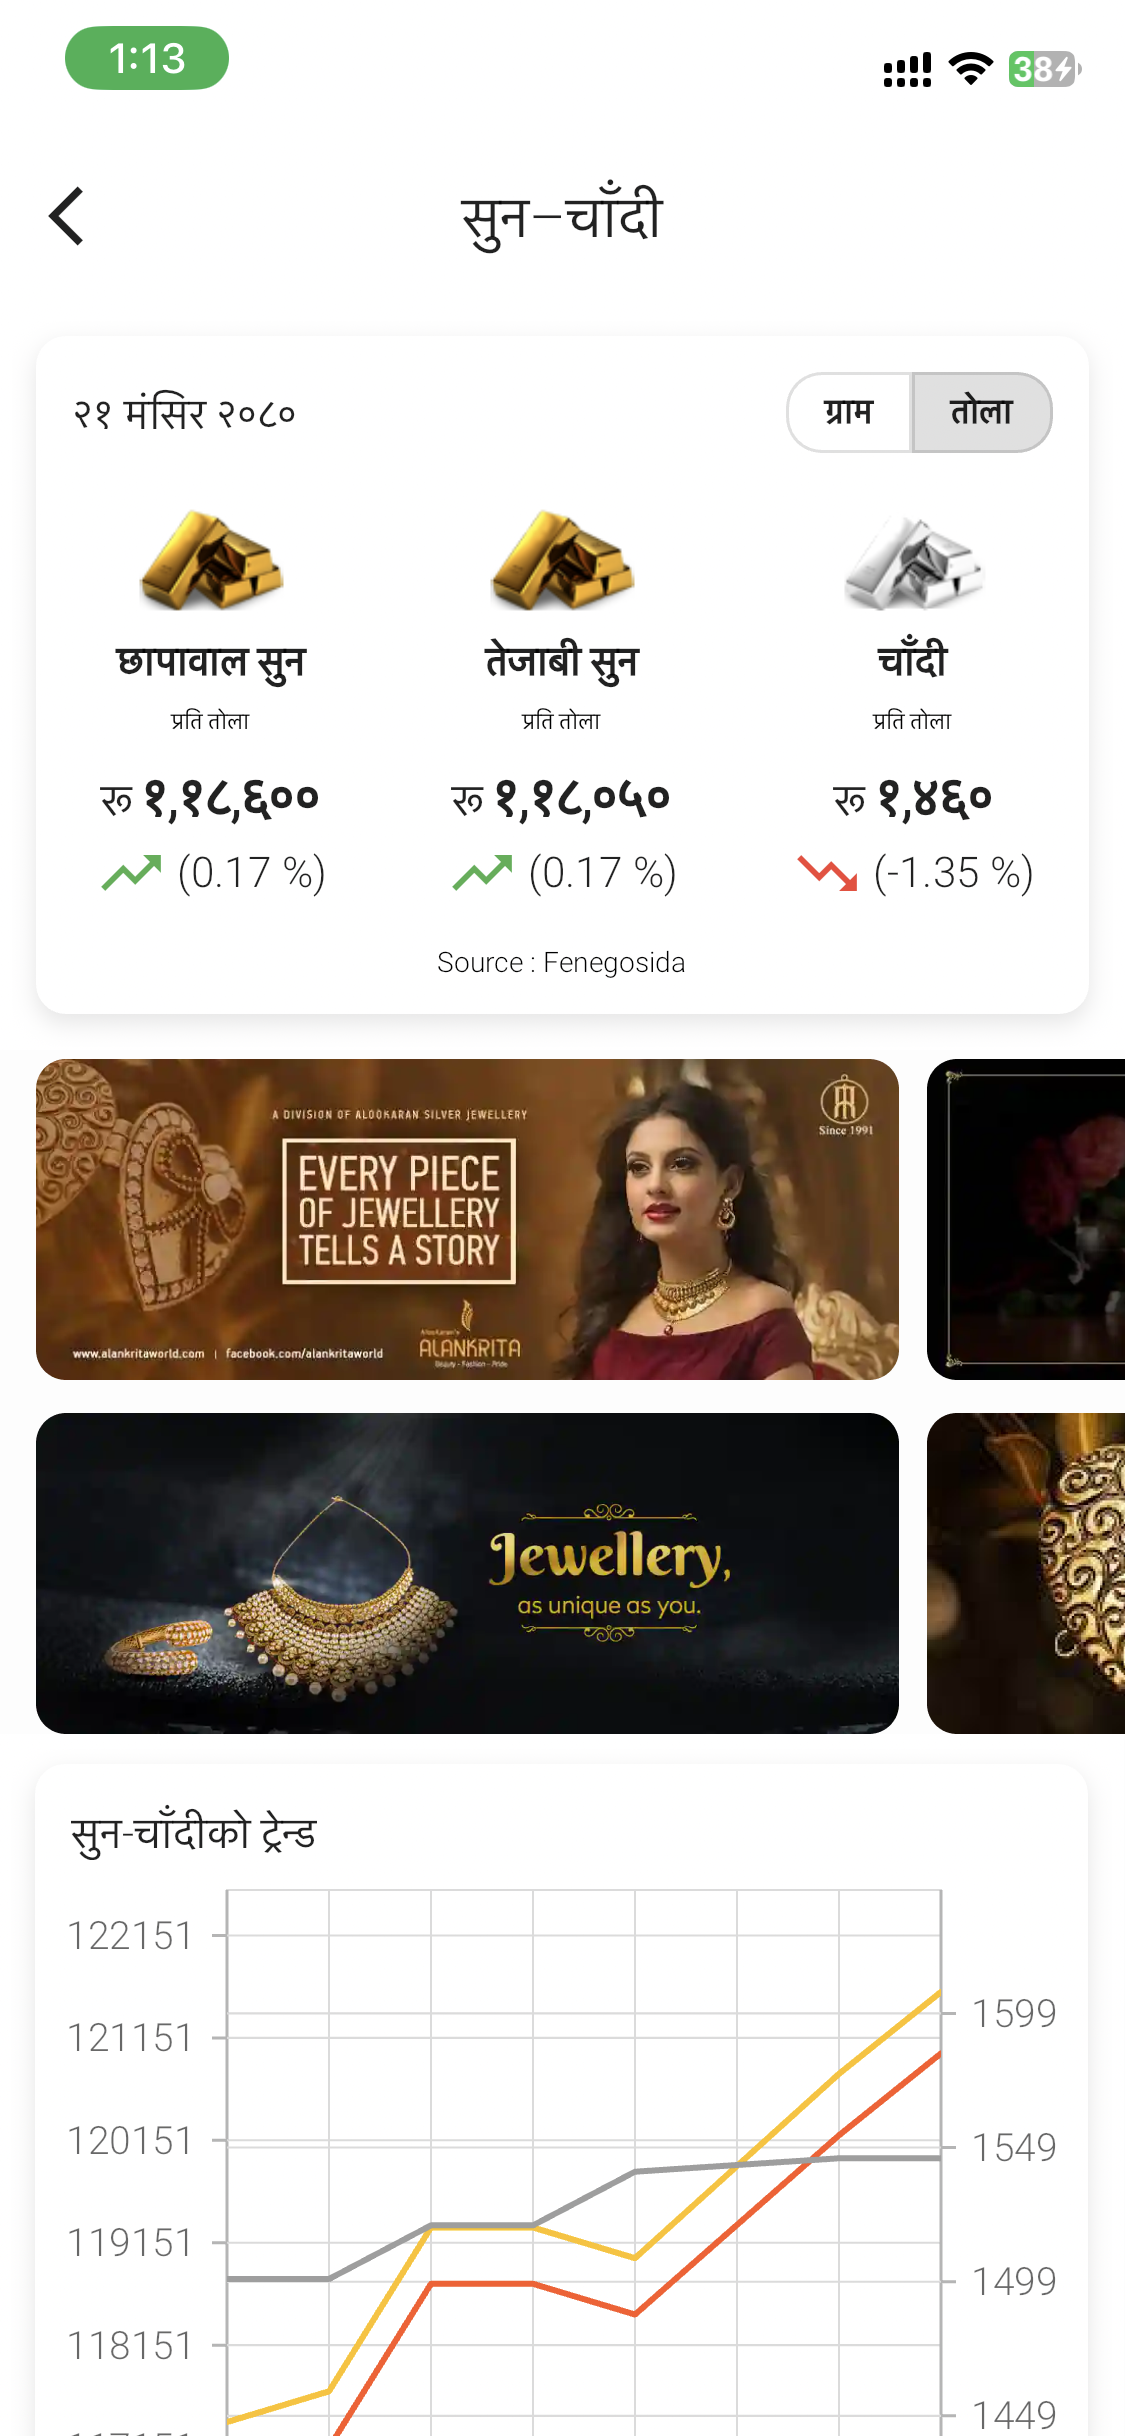 1:13
38
सुन–चाँदी
२१ मंसिर २०८०
ग्राम
तोला
छापावाल सुन
तेजाबी सुन
चाँदी
प्रति तोला
प्रति तोला
प्रति तोला
रू १,१८,६००
रू १,१८,०५०
रू १,४६०
(0.17 %)
(0.17 %)
(-1.35 %)
Source : Fenegosida
A DIVISION OF ALOOKARAN SILVER JEWELLERY
Since 1991
EVERY PIECE
OF JEWELLERY
TELLS A STORY
ALANKRITA
Beauty - Fashion - Pride
www.alankritaworld.com | facebook.com/alankritaworld
Jewellery,
as unique as you.
सुन-चाँदीको ट्रेन्ड
122151
1599
121151
120151
1549
119151
1499
118151
1449